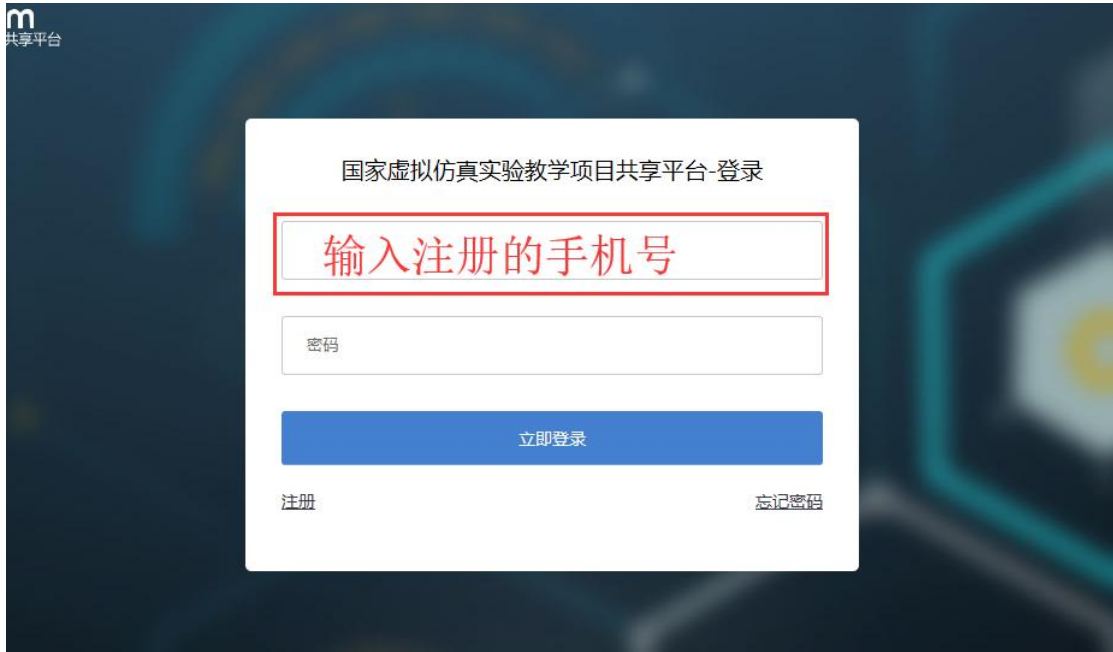 m
共享平台
国家虚拟仿真实验教学项目共享平台-登录
输入注册的手机号
密码
立即登录
注册
忘记密码